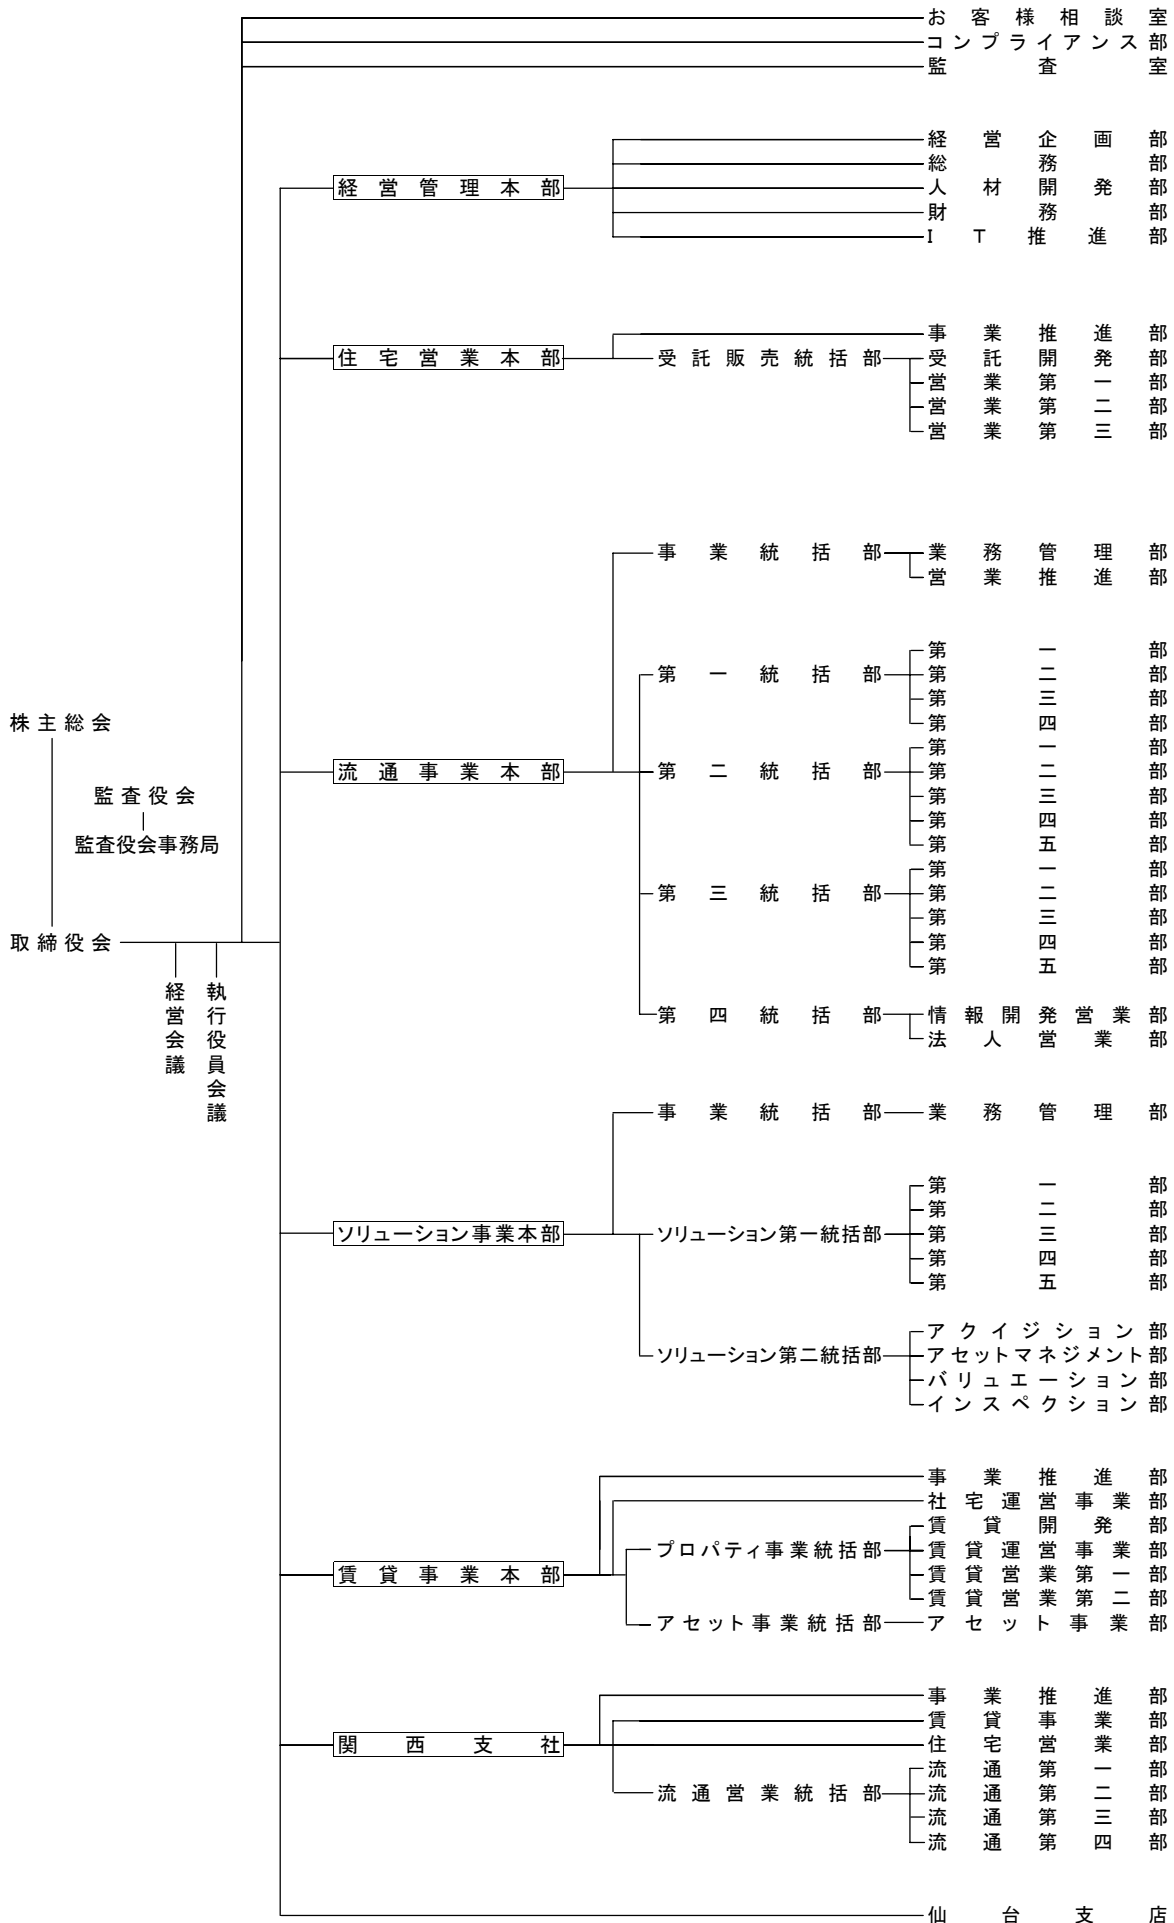 お客様相談室
コンプライアンス部
監査室
経営管理本部
経営企画部
総務部
人材開発部
財務部
IT推進部
住宅営業本部
事業推進部
受託販売統括部
受託開発部
営業第一部
営業第二部
営業第三部
株主総会
監査役会
監査役会事務局
取締役会
経営会議
執行役員会議
流通事業本部
事業統括部
業務管理部
営業推進部
第一統括部
第一部
第二部
第三部
第四部
第二統括部
第一部
第二部
第三部
第四部
第五部
第三統括部
第一部
第二部
第三部
第四部
第五部
第四統括部
情報開発営業部
法人営業部
ソリューション事業本部
事業統括部
業務管理部
ソリューション第一統括部
第一部
第二部
第三部
第四部
第五部
ソリューション第二統括部
アクイジション部
アセットマネジメント部
バリュエーション部
インスペクション部
賃貸事業本部
事業推進部
社宅運営事業部
プロパティ事業統括部
賃貸開発部
賃貸運営事業部
賃貸営業第一部
賃貸営業第二部
アセット事業統括部
アセット事業部
関西支社
事業推進部
賃貸事業部
住宅営業部
流通営業統括部
流通第一部
流通第二部
流通第三部
流通第四部
仙台支店